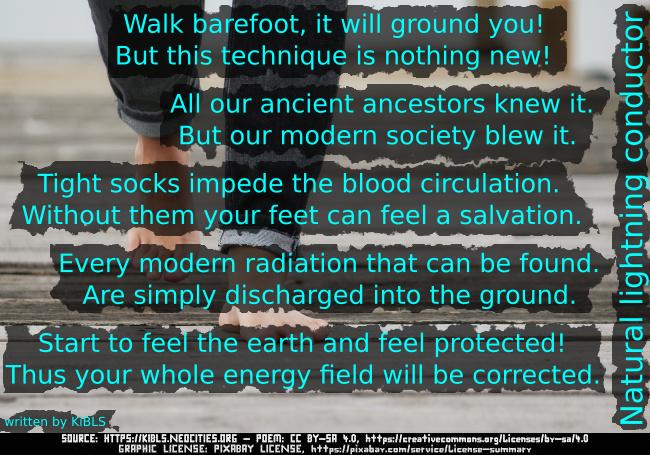 Walk barefoot, it will ground you!
But this technique is nothing new!
All our ancient ancestors knew it.
But our modern society blew it.
Tight socks impede the blood circulation.
Without them your feet can feel a salvation.
Every modern radiation that can be found.
Are simply discharged into the ground.
Start to feel the earth and feel protected!
Thus your whole energy field will be corrected.
Natural lightning conductor
written by KiBLS
SOURCE: HTTPS://KIBLS.NEOCITIES.ORG – POEM: CC BY-SA 4.0, https://creativecommons.org/licenses/by-sa/4.0
GRAPHIC LICENSE: PIXABAY LICENSE, https://pixabay.com/service/License-summary